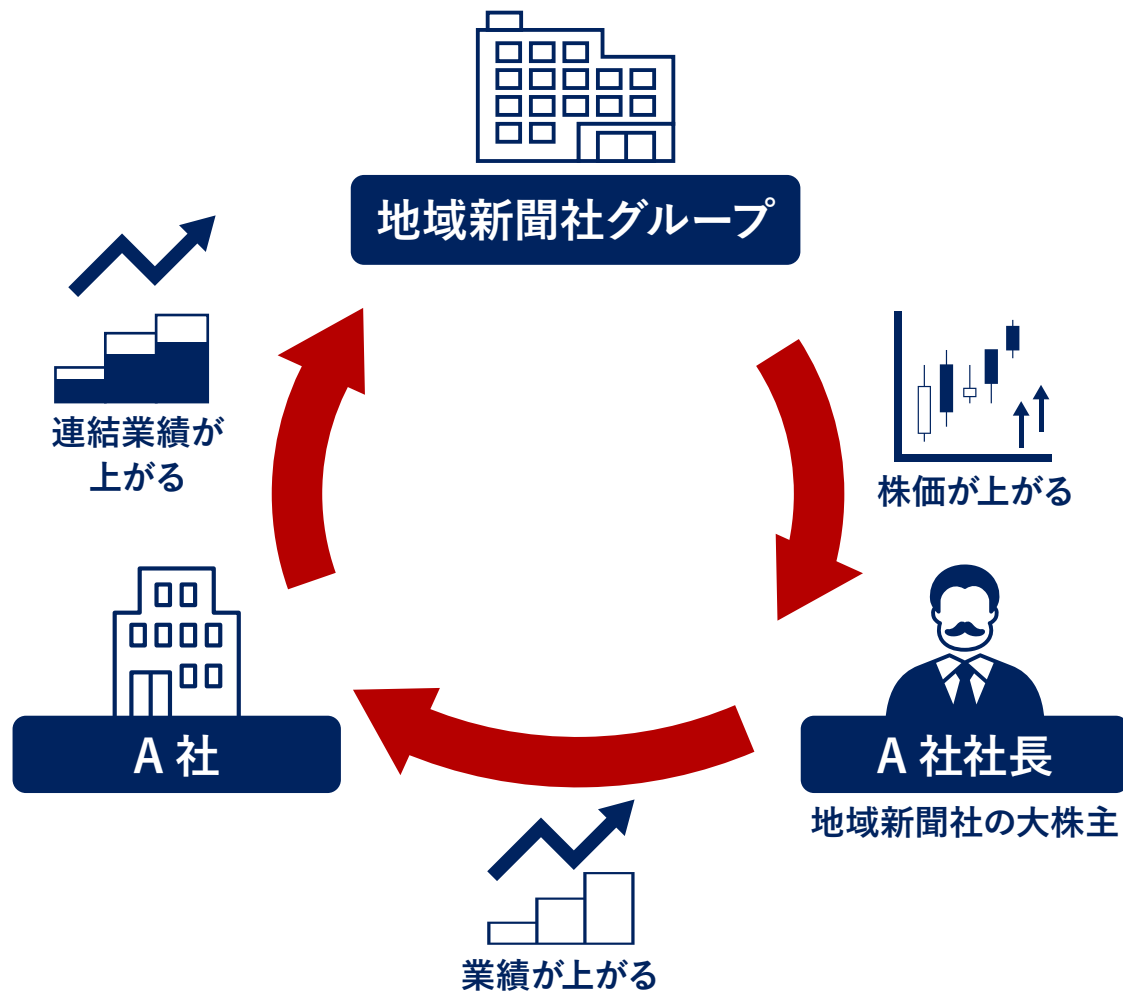 地域新聞社グループ
連結業績が
上がる
株価が上がる
A 社
A 社社長
地域新聞社の大株主
業績が上がる